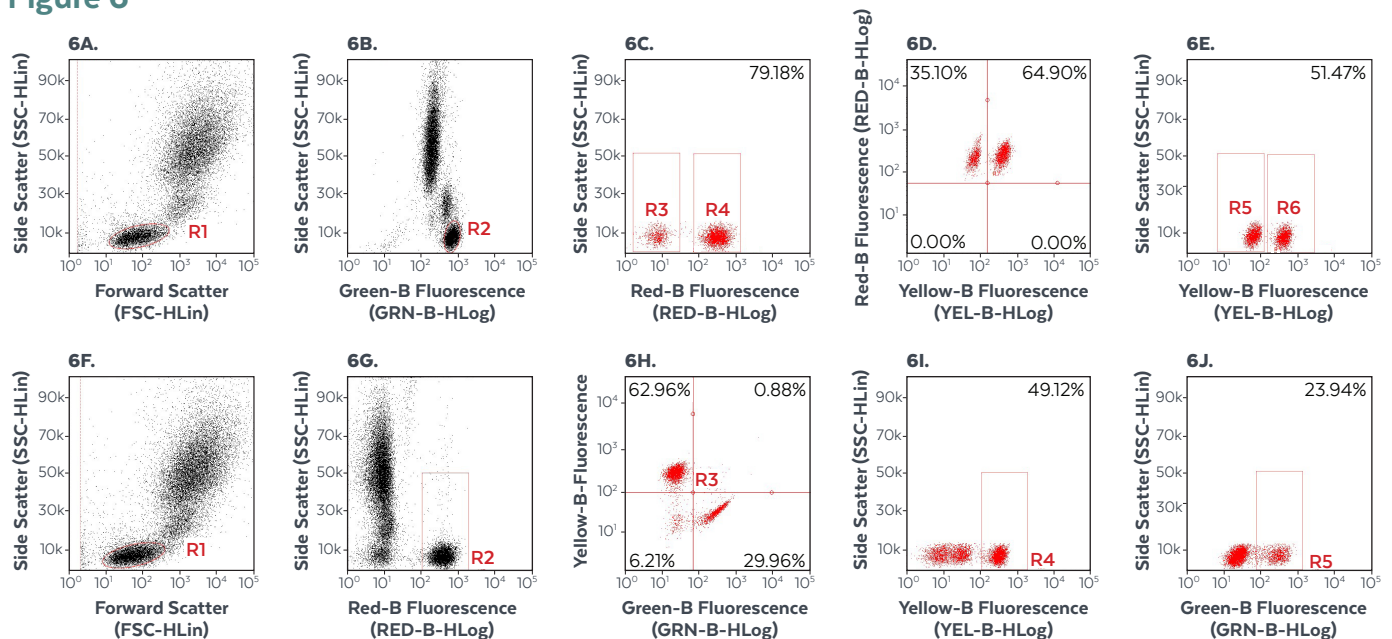 Figure 6
6A.
Side Scatter (SSC-HLin)
90k
70k
50k
30k
10k
R1
10⁰ 10¹ 10² 10³ 10⁴ 10⁵
Forward Scatter
(FSC-HLin)
6B.
Side Scatter (SSC-HLin)
90k
70k
50k
30k
10k
R2
10⁰ 10¹ 10² 10³ 10⁴ 10⁵
Green-B Fluorescence
(GRN-B-HLog)
6C.
Side Scatter (SSC-HLin)
79.18%
90k
70k
50k
30k
10k
R3 R4
10⁰ 10¹ 10² 10³ 10⁴ 10⁵
Red-B Fluorescence
(RED-B-HLog)
6D.
Red-B Fluorescence (RED-B-HLog)
35.10% 64.90%
10⁴
10³
10²
10¹
0.00% 0.00%
10⁰ 10¹ 10² 10³ 10⁴ 10⁵
Yellow-B Fluorescence
(YEL-B-HLog)
6E.
Side Scatter (SSC-HLin)
51.47%
90k
70k
50k
30k
10k
R5 R6
10⁰ 10¹ 10² 10³ 10⁴ 10⁵
Yellow-B Fluorescence
(YEL-B-HLog)
6F.
Side Scatter (SSC-HLin)
90k
70k
50k
30k
10k
R1
10⁰ 10¹ 10² 10³ 10⁴ 10⁵
Forward Scatter
(FSC-HLin)
6G.
Side Scatter (SSC-HLin)
90k
70k
50k
30k
10k
R2
10⁰ 10¹ 10² 10³ 10⁴ 10⁵
Red-B Fluorescence
(RED-B-HLog)
6H.
Yellow-B-Fluorescence
62.96% 0.88%
10⁴
10³
10²
10¹
R3
6.21% 29.96%
10⁰ 10¹ 10² 10³ 10⁴ 10⁵
Green-B Fluorescence
(GRN-B-HLog)
6I.
Side Scatter (SSC-HLin)
49.12%
90k
70k
50k
30k
10k
R4
10⁰ 10¹ 10² 10³ 10⁴ 10⁵
Yellow-B Fluorescence
(YEL-B-HLog)
6J.
Side Scatter (SSC-HLin)
23.94%
90k
70k
50k
30k
10k
R5
10⁰ 10¹ 10² 10³ 10⁴ 10⁵
Green-B Fluorescence
(GRN-B-HLog)